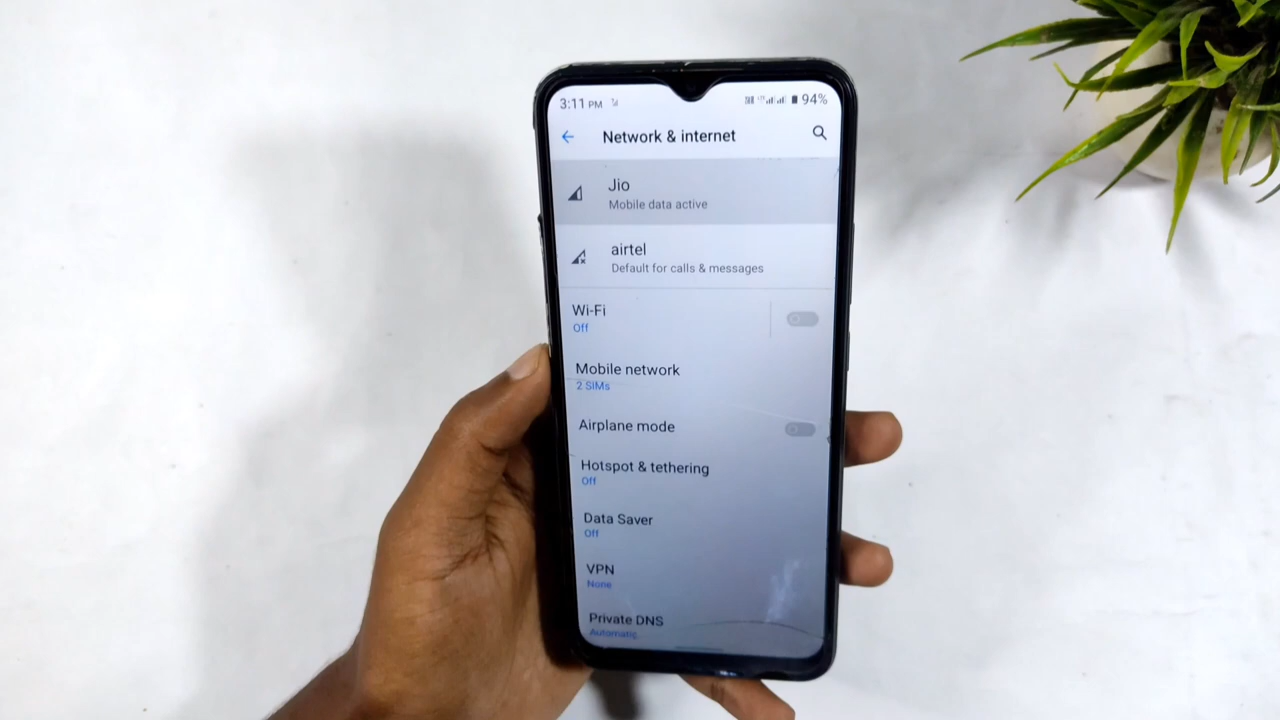 3:11 PM 94%
Network & internet
Jio
Mobile data active
airtel
Default for calls & messages
Wi-Fi
Off
Mobile network
2 SIMs
Airplane mode
Hotspot & tethering
Off
Data Saver
Off
VPN
None
Private DNS
Automatic